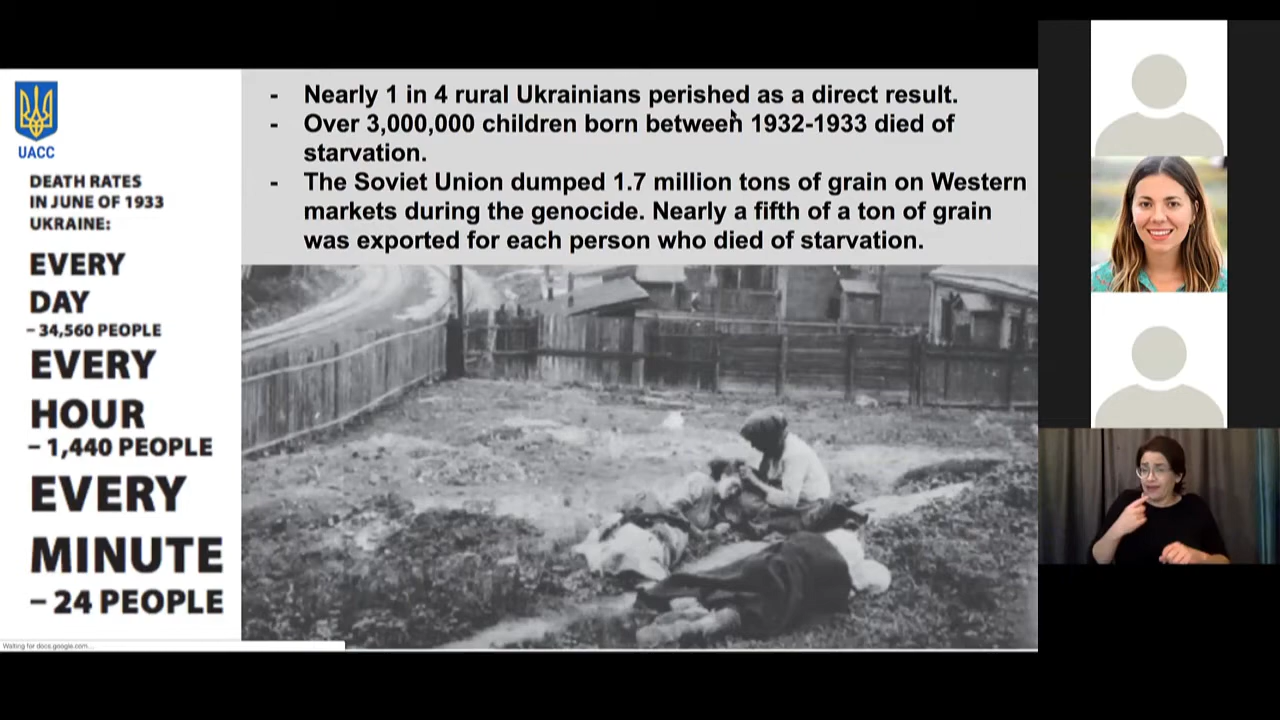 UACC
DEATH RATES
IN JUNE OF 1933
UKRAINE:
EVERY
DAY
– 34,560 PEOPLE
EVERY
HOUR
– 1,440 PEOPLE
EVERY
MINUTE
– 24 PEOPLE
- Nearly 1 in 4 rural Ukrainians perished as a direct result.
- Over 3,000,000 children born between 1932-1933 died of
starvation.
- The Soviet Union dumped 1.7 million tons of grain on Western
markets during the genocide. Nearly a fifth of a ton of grain
was exported for each person who died of starvation.
Waiting for docs.google.com...